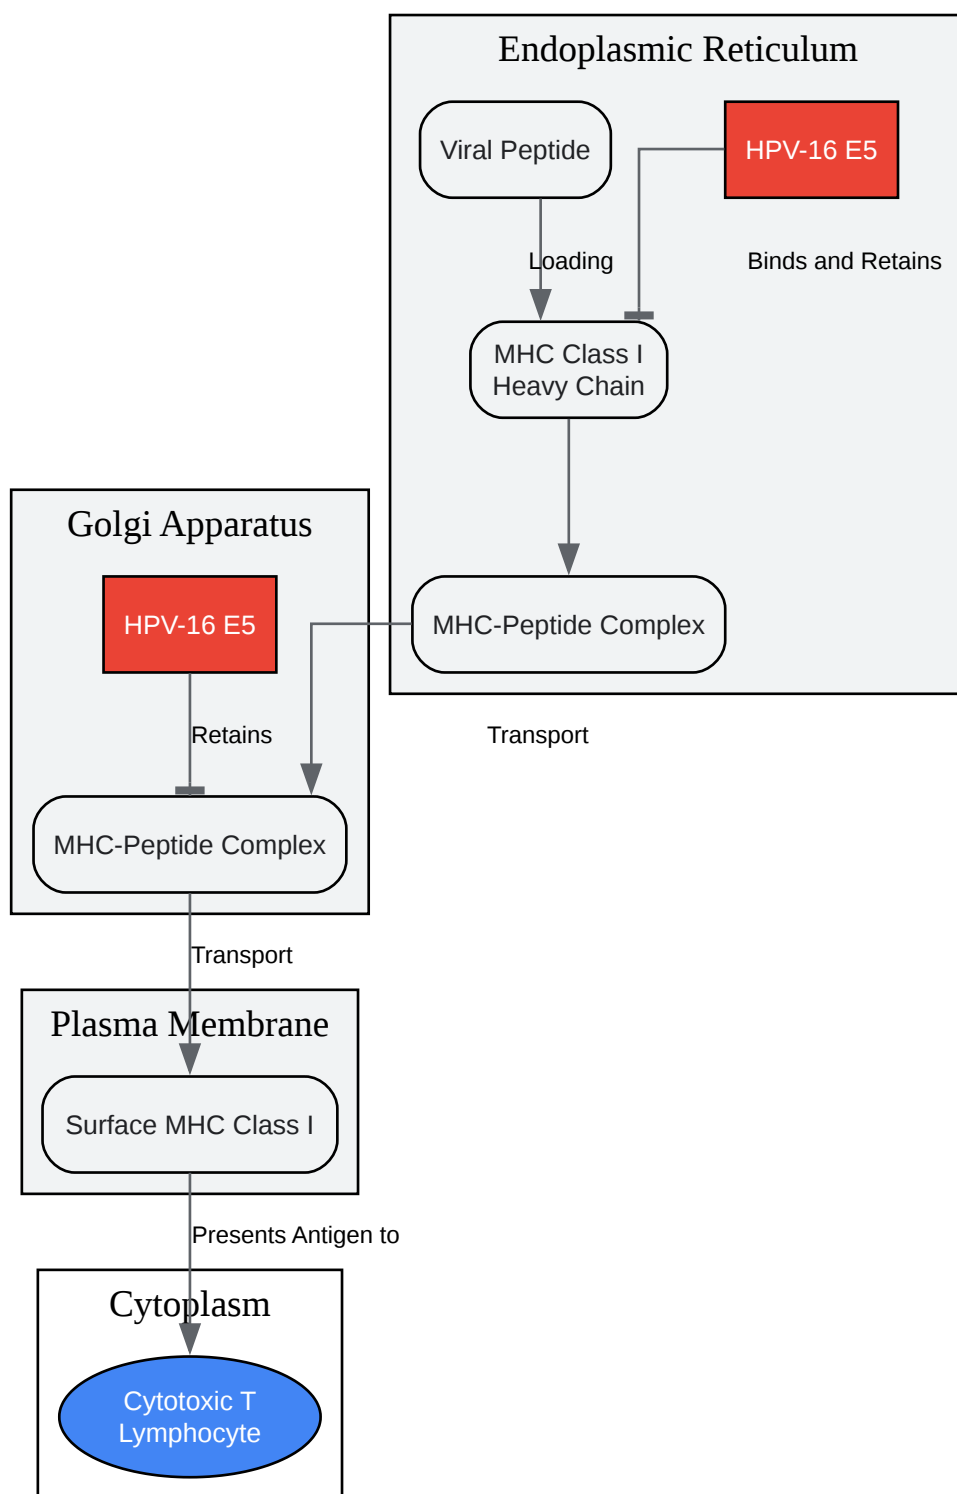 Endoplasmic Reticulum
Viral Peptide
HPV-16 E5
Loading
Binds and Retains
MHC Class I
Heavy Chain
Golgi Apparatus
HPV-16 E5
MHC-Peptide Complex
Retains
Transport
MHC-Peptide Complex
Transport
Plasma Membrane
Surface MHC Class I
Presents Antigen to
Cytoplasm
Cytotoxic T
Lymphocyte